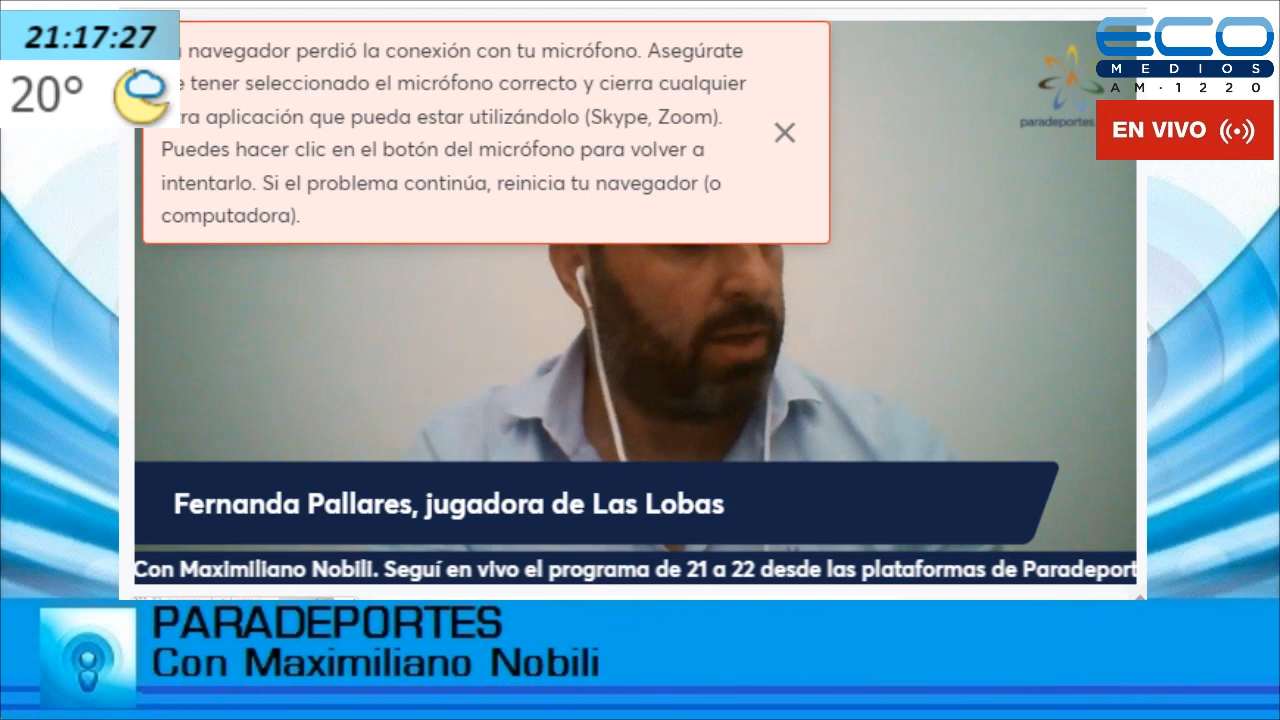 21:17:27
20°
navegador perdió la conexión con tu micrófono. Asegúrate
tener seleccionado el micrófono correcto y cierra cualquier
aplicación que pueda estar utilizándolo (Skype, Zoom).
Puedes hacer clic en el botón del micrófono para volver a
intentarlo. Si el problema continúa, reinicia tu navegador (o
computadora).
paradeportes
ECO
MEDIOS
AM·1220
EN VIVO
Fernanda Pallares, jugadora de Las Lobas
Con Maximiliano Nobili. Seguí en vivo el programa de 21 a 22 desde las plataformas de Paradeport
PARADEPORTES
Con Maximiliano Nobili